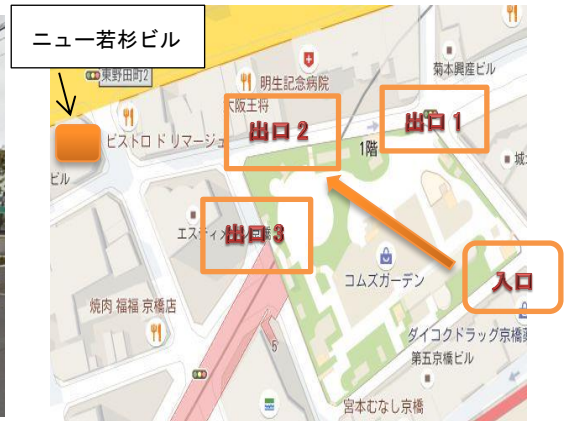 ニュー若杉ビル
東野田町2
明生記念病院
菊本興産ビル
大阪王将
出口 2
出口 1
ビストロ ド リマージュ
1階
城
ビル
エスティメ
出口 3
コムズガーデン
入口
焼肉 福福 京橋店
ダイコクドラッグ京橋
5
第五京橋ビル
宮本むなし京橋